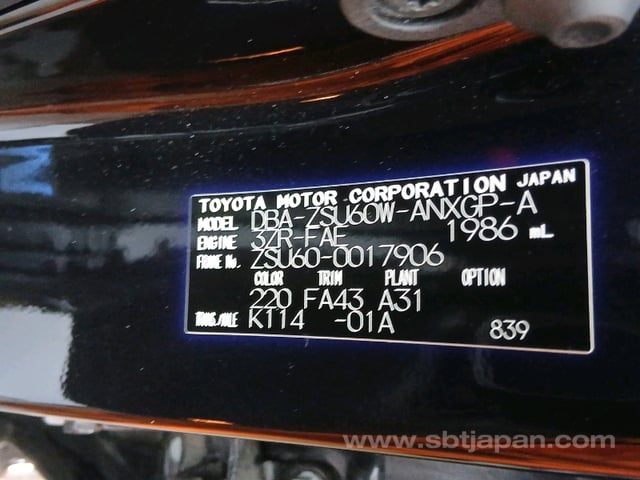 TOYOTA MOTOR CORPORATION JAPAN
MODEL DBA-ZSU60W-ANXGP-A
ENGINE 3ZR-FAE 1986 mL
FRAME No. ZSU60-0017906
COLOR TRIM PLANT OPTION
220 FA43 A31
TRANS./AXLE K114 -01A 839
www.sbtjapan.com